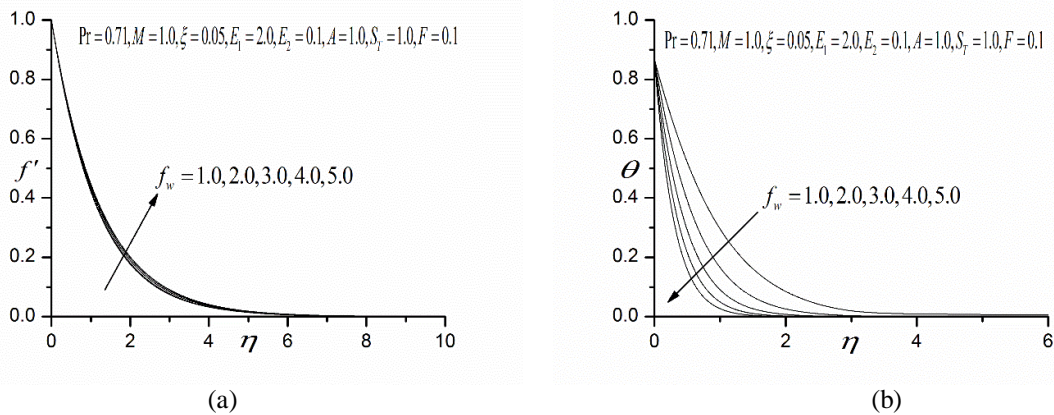 Pr = 0.71, M = 1.0, ξ = 0.05, E₁ = 2.0, E₂ = 0.1, A = 1.0, S_T = 1.0, F = 0.1
1.0
0.8
0.6
f′
0.4
0.2
0.0
f_w = 1.0, 2.0, 3.0, 4.0, 5.0
0 2 4 6 8 10
η
(a)
Pr = 0.71, M = 1.0, ξ = 0.05, E₁ = 2.0, E₂ = 0.1, A = 1.0, S_T = 1.0, F = 0.1
1.0
0.8
0.6
θ
0.4
0.2
0.0
f_w = 1.0, 2.0, 3.0, 4.0, 5.0
0 2 4 6
η
(b)